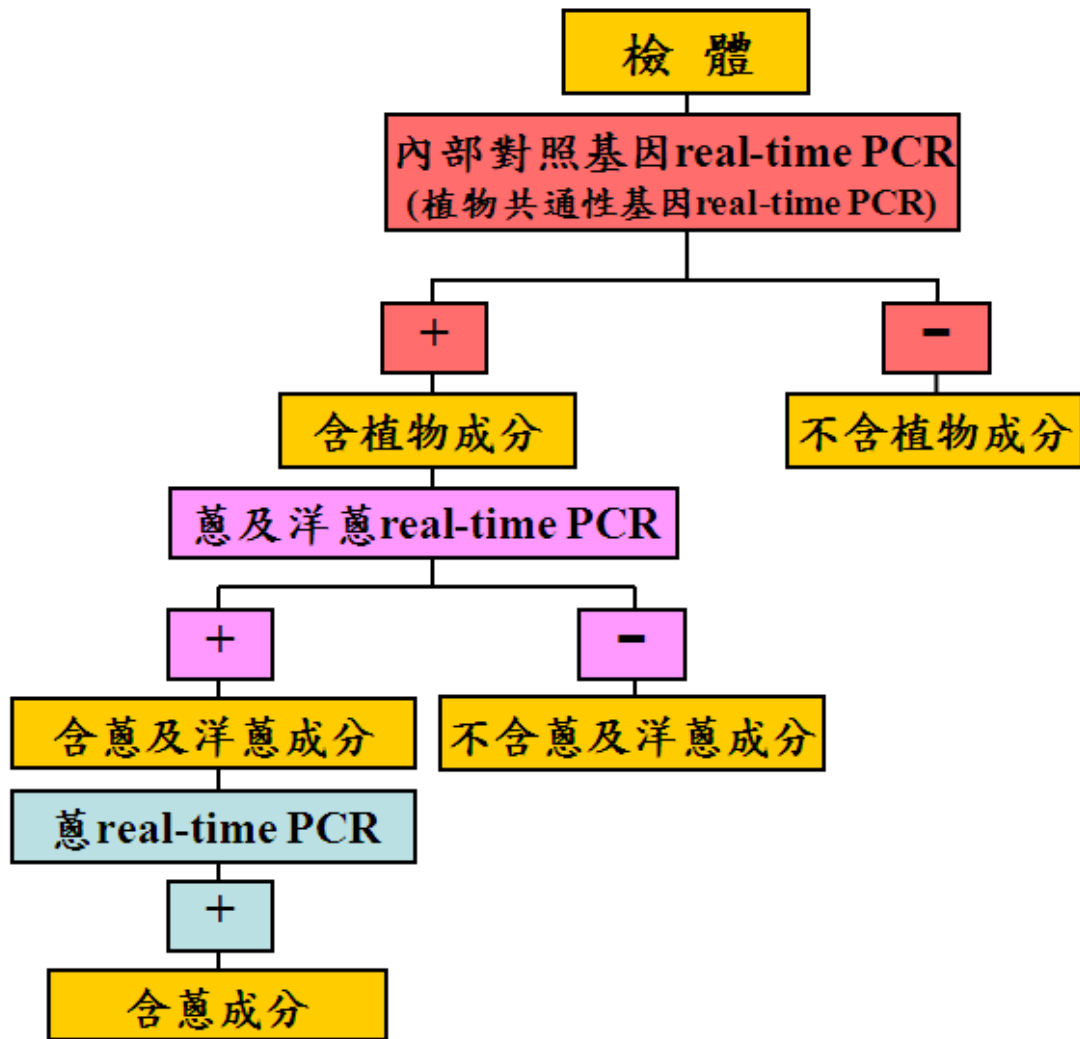 檢 體
內部對照基因real-time PCR
(植物共通性基因real-time PCR)
+
-
含植物成分
不含植物成分
蔥及洋蔥real-time PCR
+
-
含蔥及洋蔥成分
不含蔥及洋蔥成分
蔥real-time PCR
+
含蔥成分